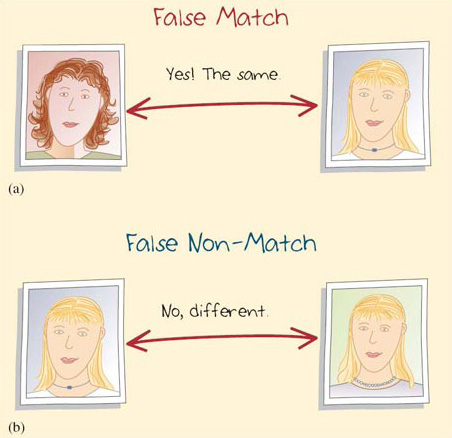 False Match
Yes! The same.
(a)
False Non-Match
No, different.
(b)